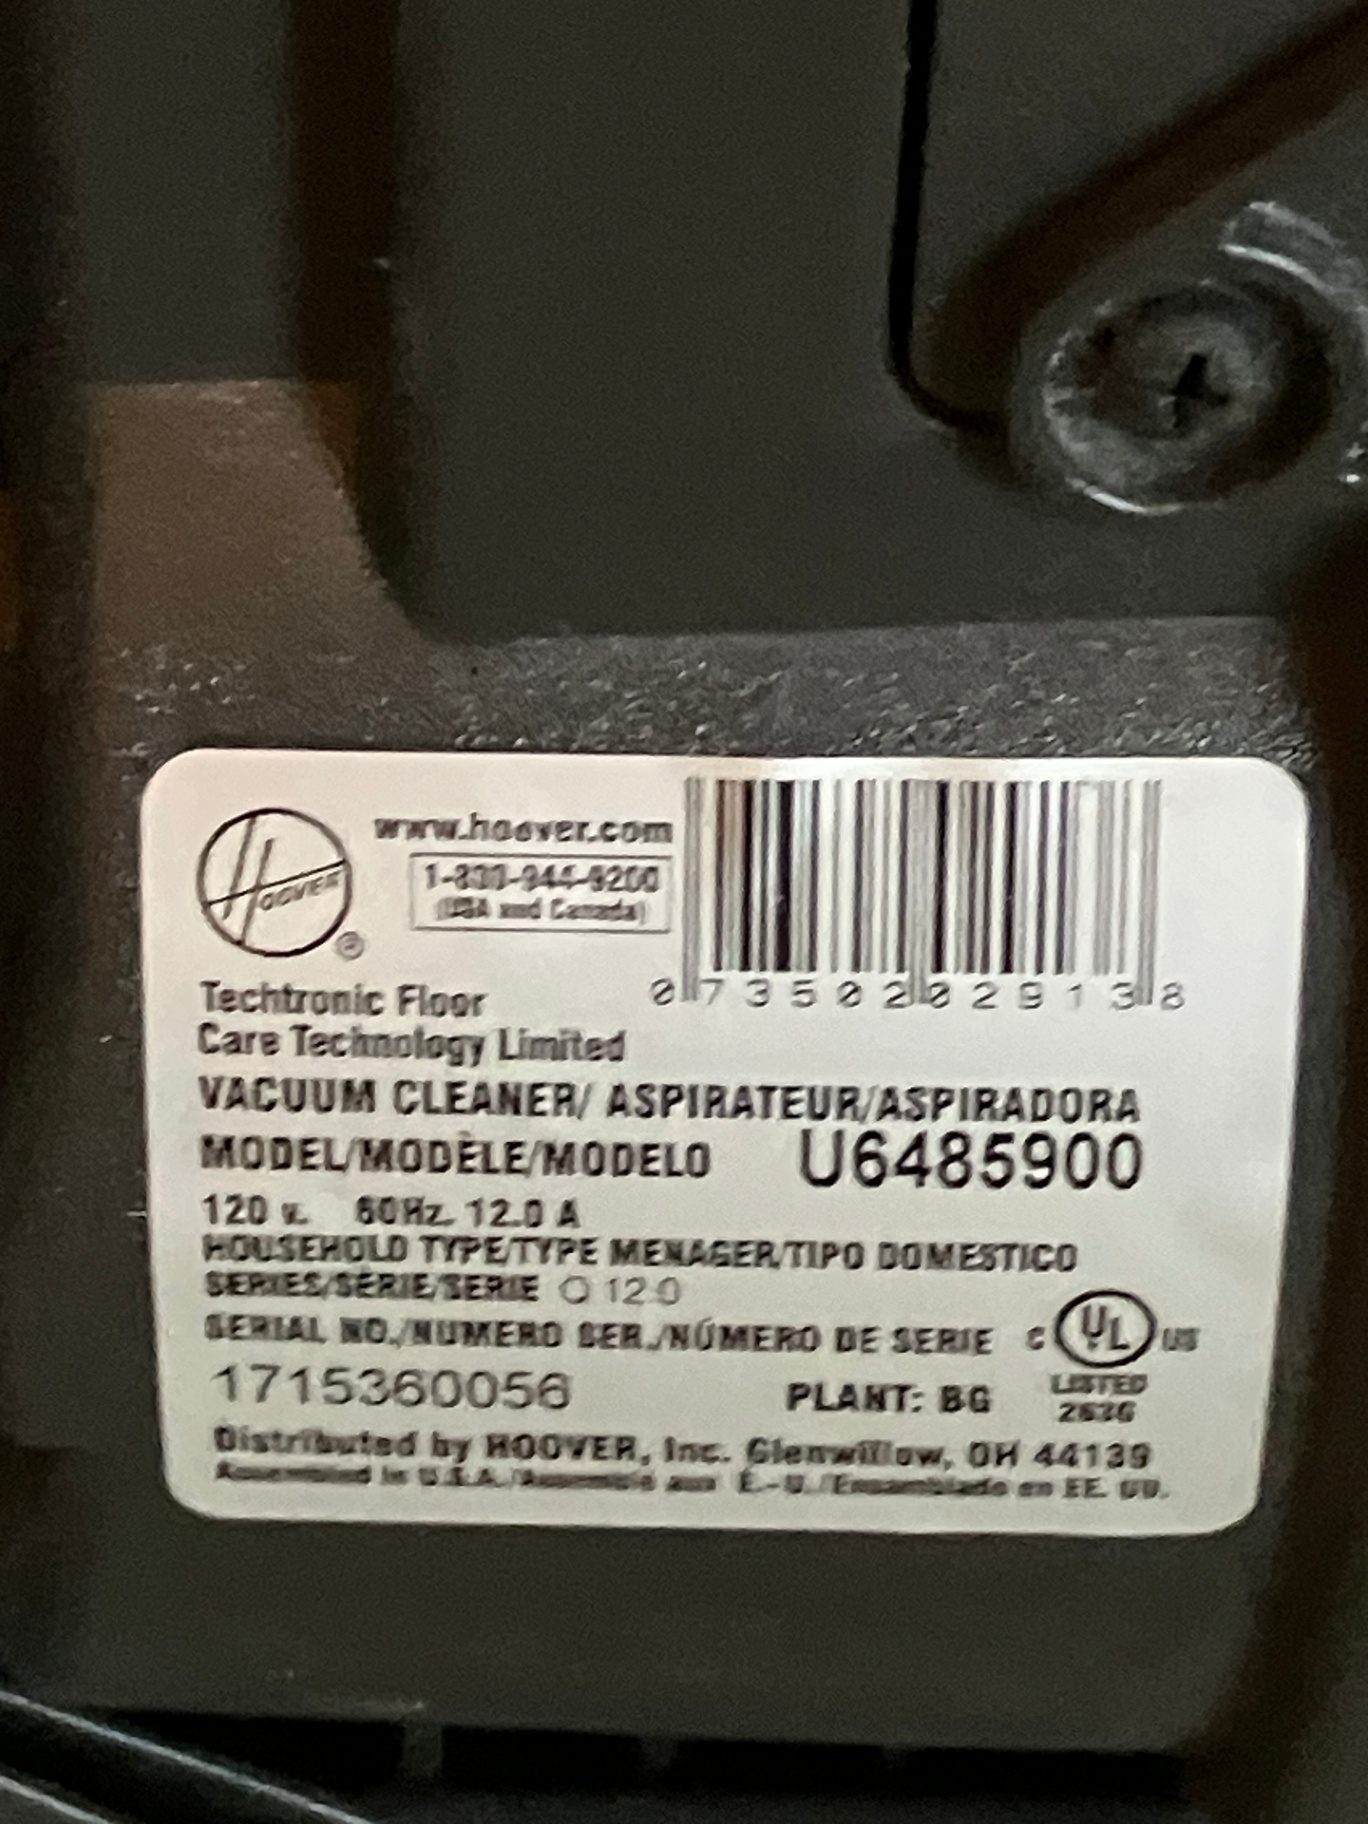 HOOVER
®
www.hoover.com
1-800-944-9200
(USA and Canada)
0 73502 02913 8
Techtronic Floor
Care Technology Limited
VACUUM CLEANER/ ASPIRATEUR/ASPIRADORA
MODEL/MODÈLE/MODELO U6485900
120 v. 60Hz. 12.0 A
HOUSEHOLD TYPE/TYPE MENAGER/TIPO DOMESTICO
SERIES/SÉRIE/SERIE 12.0
SERIAL NO./NUMERO SER./NÚMERO DE SERIE
C UL US
1715360056 PLANT: BG
LISTED
Distributed by HOOVER, Inc. Glenwillow, OH 44139
Assembled in U.S.A./Assemblé aux É.-U./Ensamblado en EE. UU.